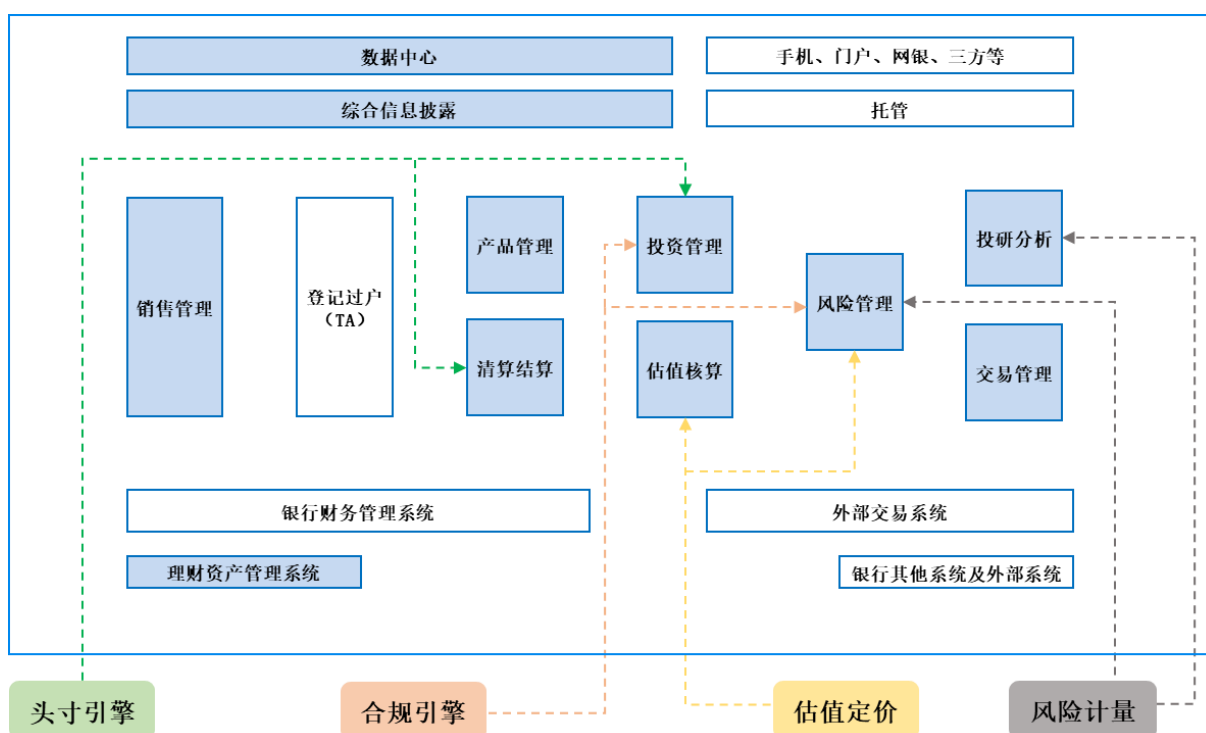 数据中心
手机、门户、网银、三方等
综合信息披露
托管
销售管理
登记过户
（TA）
产品管理
清算结算
投资管理
估值核算
风险管理
投研分析
交易管理
银行财务管理系统
外部交易系统
理财资产管理系统
银行其他系统及外部系统
头寸引擎
合规引擎
估值定价
风险计量